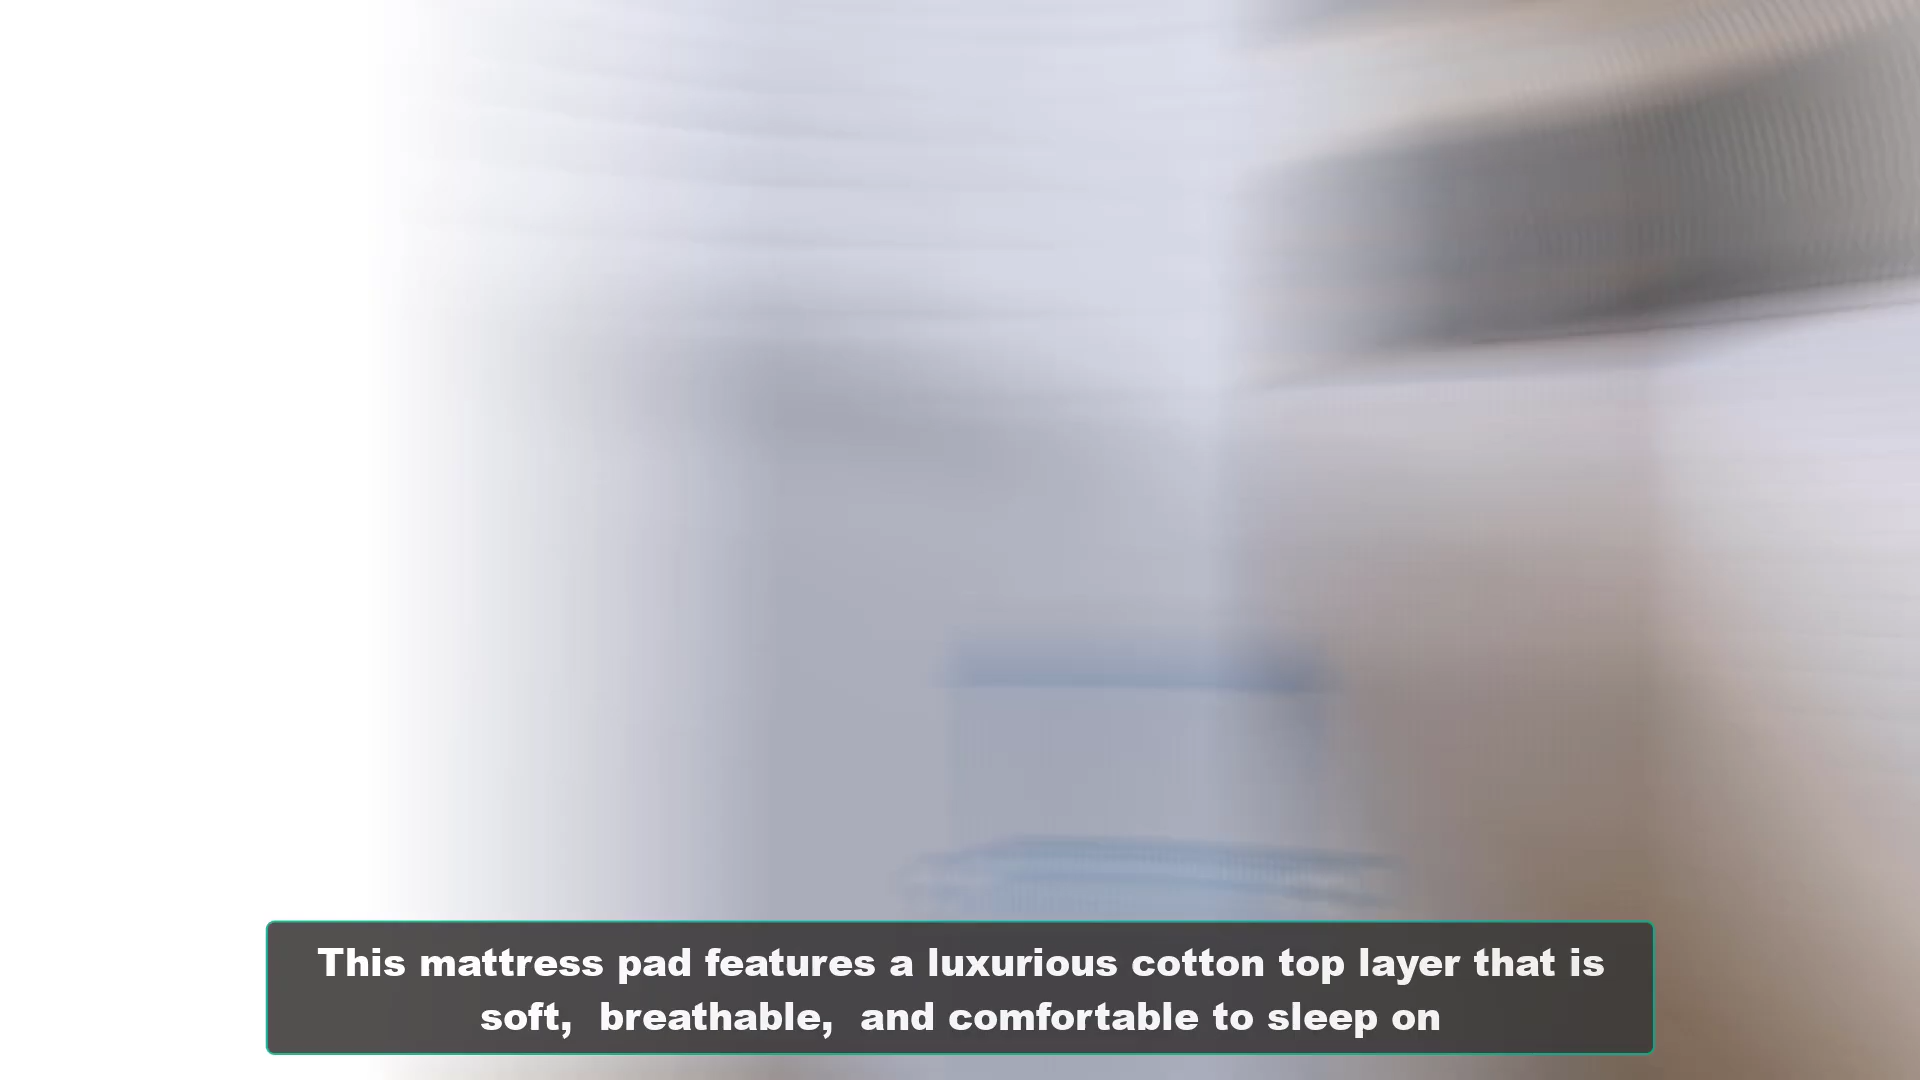 This mattress pad features a luxurious cotton top layer that is
soft,  breathable,  and comfortable to sleep on